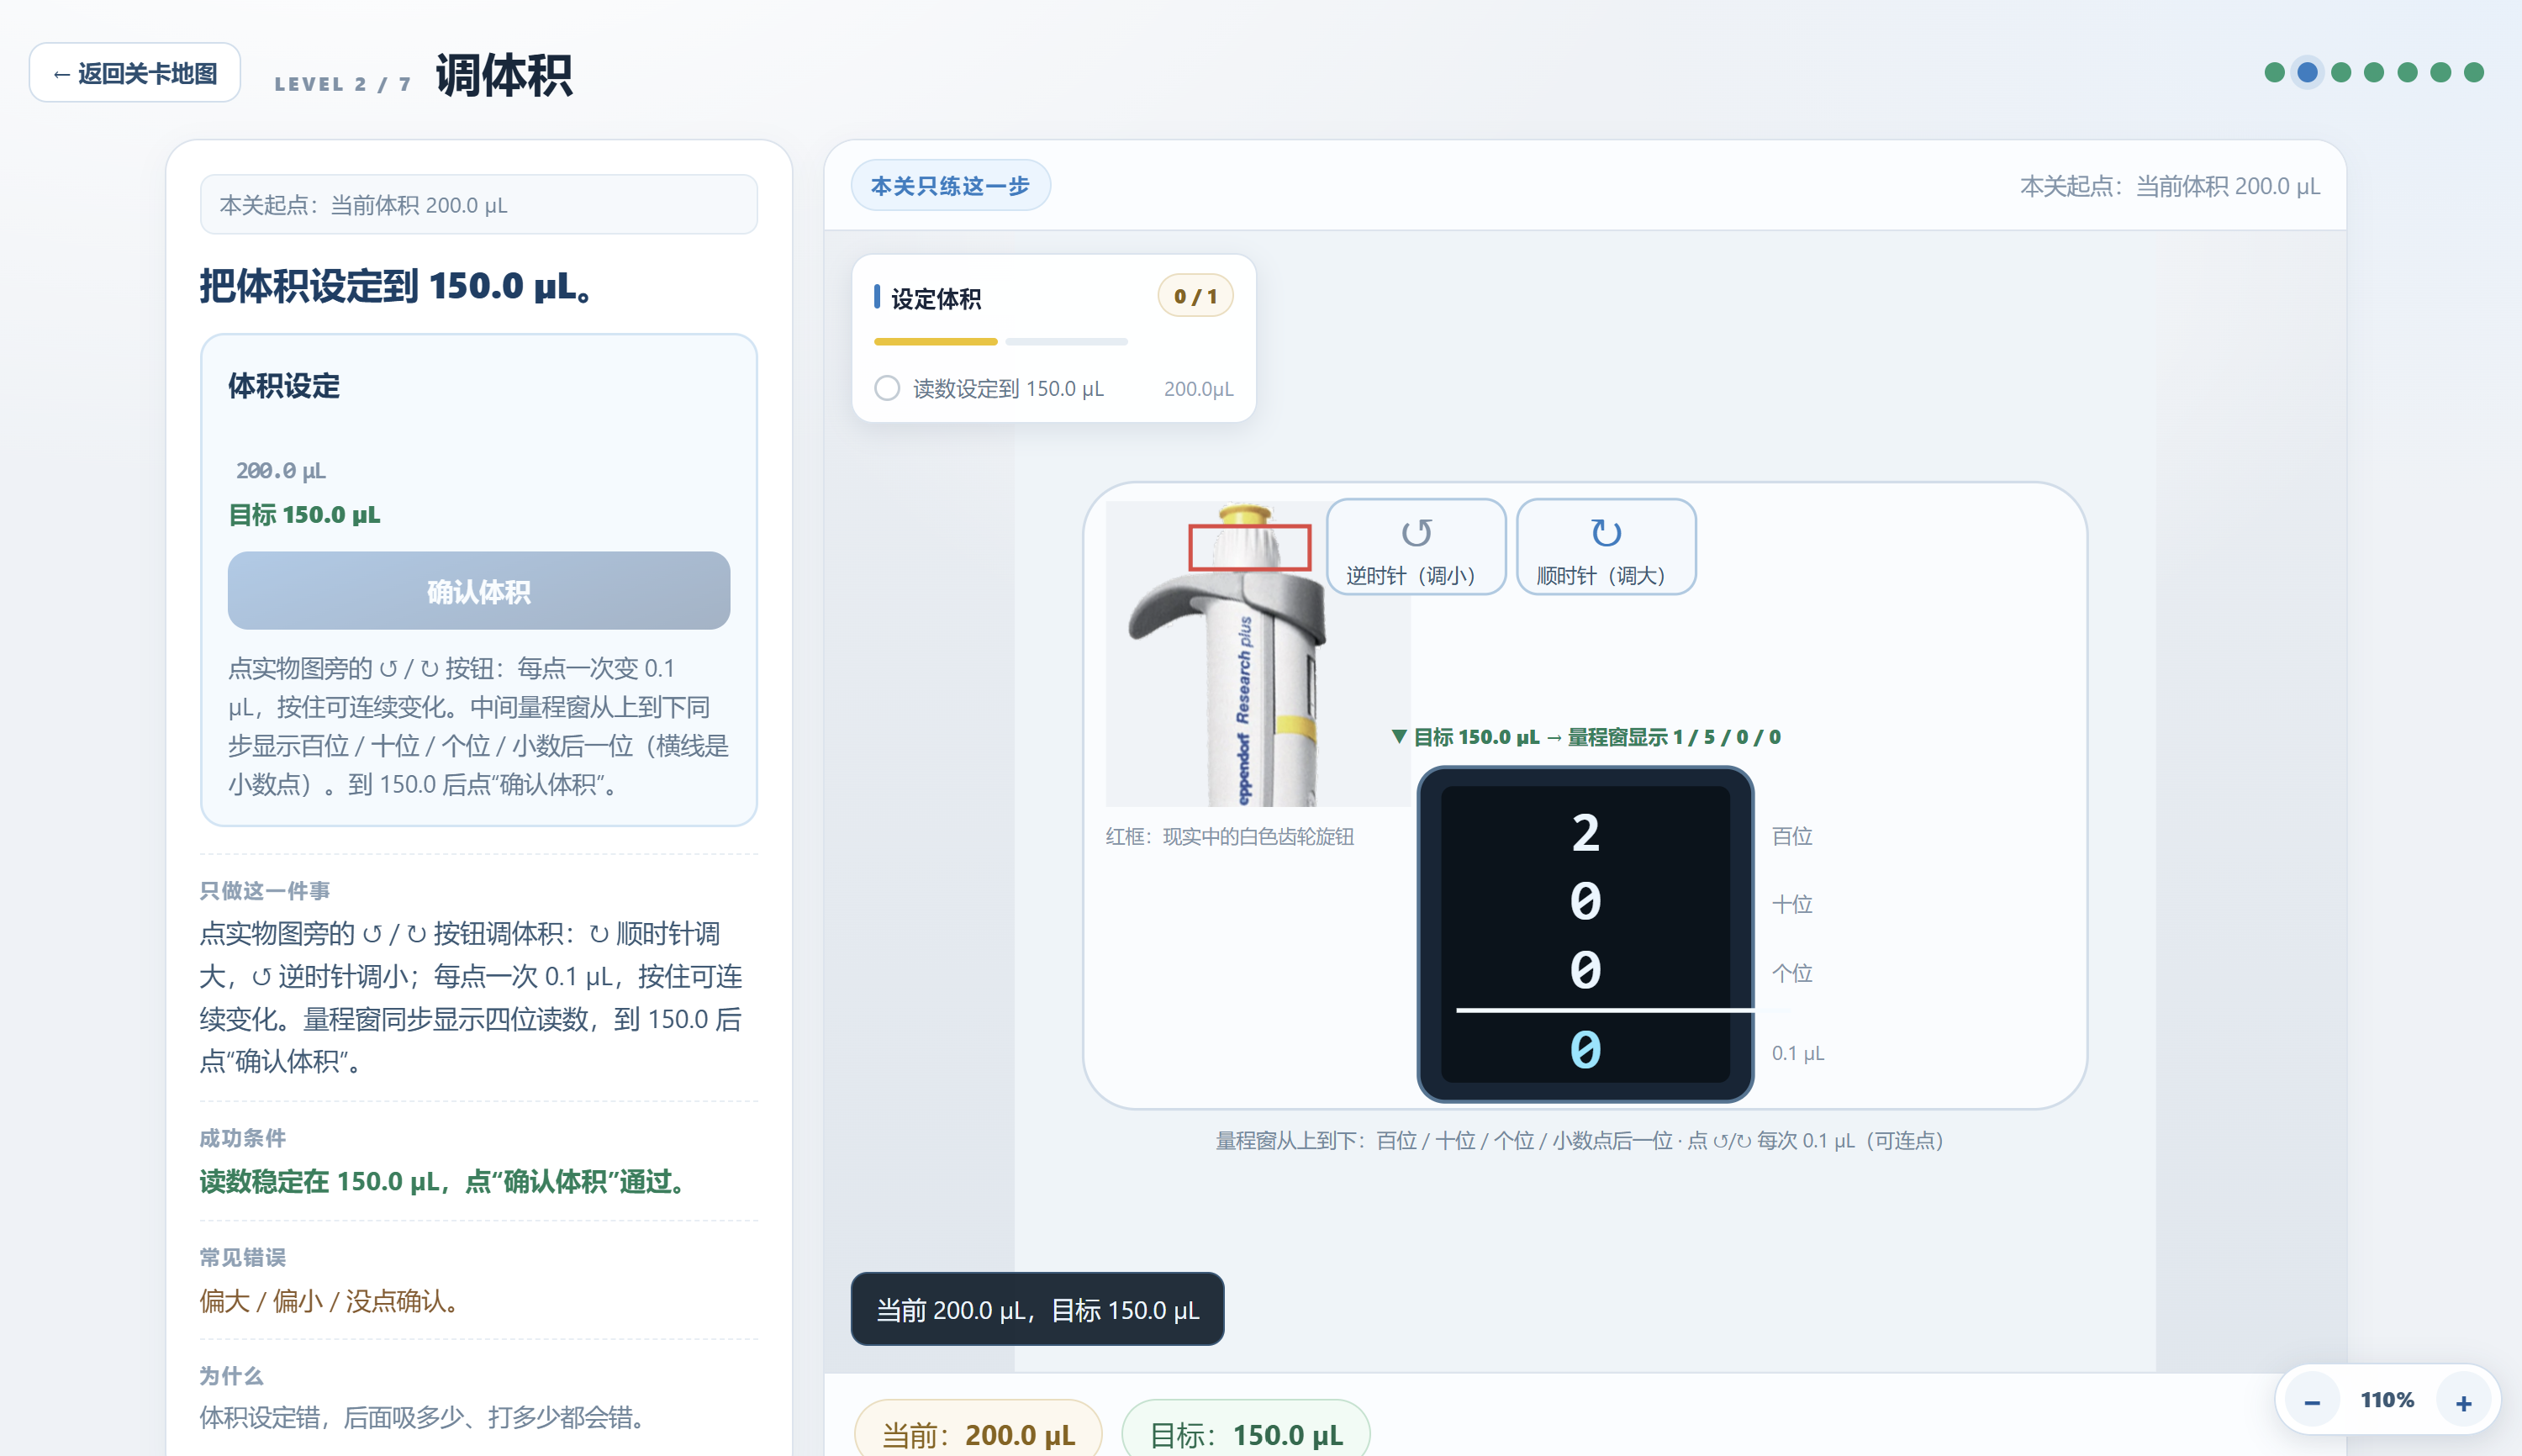 ← 返回关卡地图
LEVEL 2 / 7 调体积
本关起点：当前体积 200.0 µL
把体积设定到 150.0 µL。
体积设定
200.0 µL
目标 150.0 µL
确认体积
点实物图旁的 ↺ / ↻ 按钮：每点一次变 0.1
µL，按住可连续变化。中间量程窗从上到下同
步显示百位 / 十位 / 个位 / 小数后一位（横线是
小数点）。到 150.0 后点“确认体积”。
只做这一件事
点实物图旁的 ↺ / ↻ 按钮调体积：↻ 顺时针调
大，↺ 逆时针调小；每点一次 0.1 µL，按住可连
续变化。量程窗同步显示四位读数，到 150.0 后
点“确认体积”。
成功条件
读数稳定在 150.0 µL，点“确认体积”通过。
常见错误
偏大 / 偏小 / 没点确认。
为什么
体积设定错，后面吸多少、打多少都会错。
本关只练这一步
本关起点：当前体积 200.0 µL
设定体积 0 / 1
读数设定到 150.0 µL 200.0µL
↺
逆时针（调小）
↻
顺时针（调大）
eppendorf Research plus
红框：现实中的白色齿轮旋钮
▼ 目标 150.0 µL → 量程窗显示 1 / 5 / 0 / 0
2 百位
0 十位
0 个位
0 0.1 µL
量程窗从上到下：百位 / 十位 / 个位 / 小数点后一位 · 点 ↺/↻ 每次 0.1 µL（可连点）
当前 200.0 µL，目标 150.0 µL
当前：200.0 µL
目标：150.0 µL
− 110% +